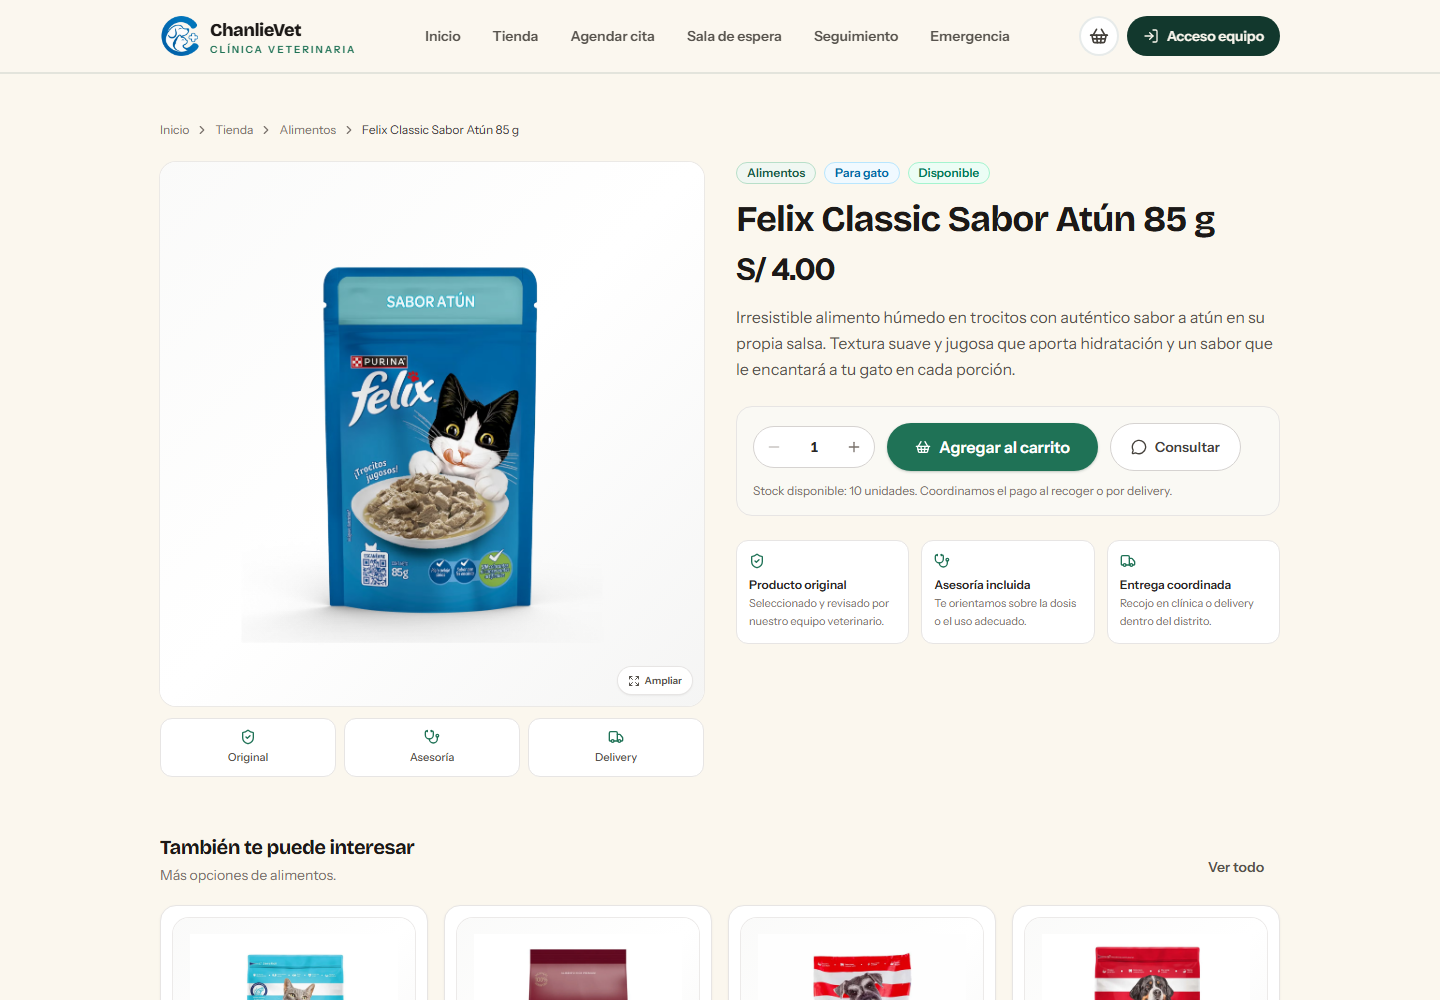 ChanlieVet
CLÍNICA VETERINARIA
Inicio
Tienda
Agendar cita
Sala de espera
Seguimiento
Emergencia
Acceso equipo
Inicio > Tienda > Alimentos > Felix Classic Sabor Atún 85 g
SABOR ATÚN
PURINA
felix
¡Trocitos
jugosos!
85g
Ampliar
Original
Asesoría
Delivery
Alimentos
Para gato
Disponible
Felix Classic Sabor Atún 85 g
S/ 4.00
Irresistible alimento húmedo en trocitos con auténtico sabor a atún en su
propia salsa. Textura suave y jugosa que aporta hidratación y un sabor que
le encantará a tu gato en cada porción.
1
Agregar al carrito
Consultar
Stock disponible: 10 unidades. Coordinamos el pago al recoger o por delivery.
Producto original
Seleccionado y revisado por
nuestro equipo veterinario.
Asesoría incluida
Te orientamos sobre la dosis
o el uso adecuado.
Entrega coordinada
Recojo en clínica o delivery
dentro del distrito.
También te puede interesar
Más opciones de alimentos.
Ver todo